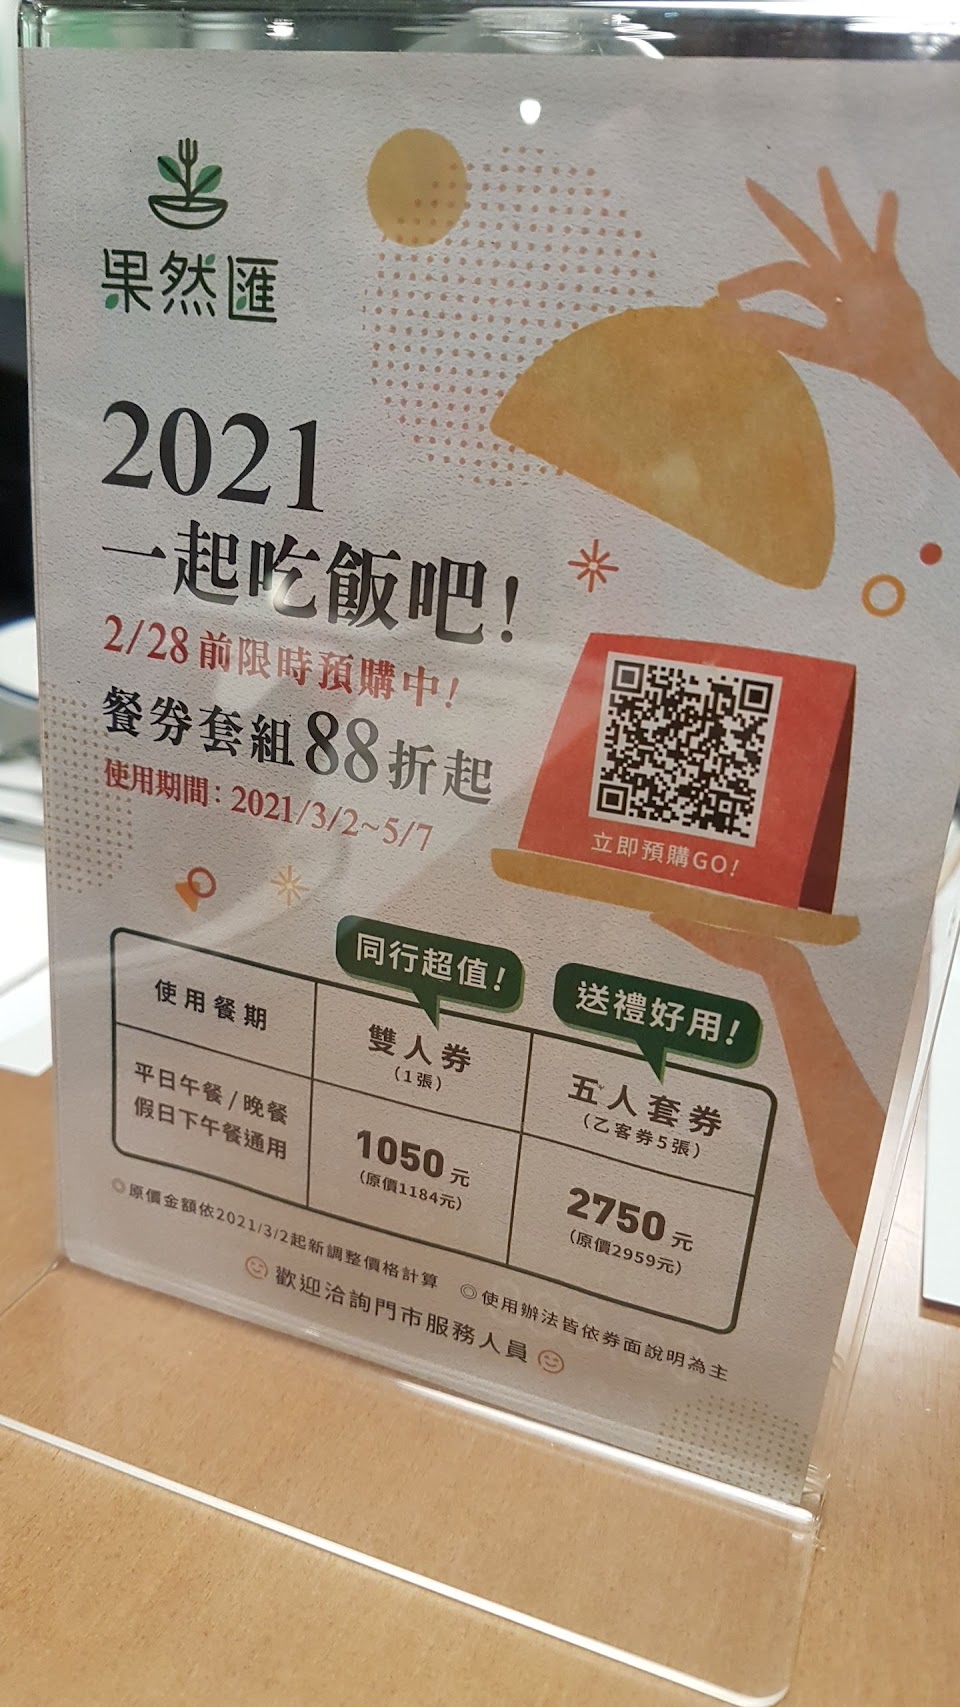 果然匯
2021
一起吃飯吧!
2/28前限時預購中!
餐券套組88折起
使用期間:2021/3/2~5/7
立即預購GO!
同行超值!
送禮好用!
使用餐期
雙人券
(1張)
五人套券
(乙客券5張)
平日午餐/晚餐
假日下午餐通用
1050元
(原價1184元)
2750元
(原價2959元)
◎原價金額依2021/3/2起新調整價格計算 ◎使用辦法皆依券面說明為主
歡迎洽詢門市服務人員